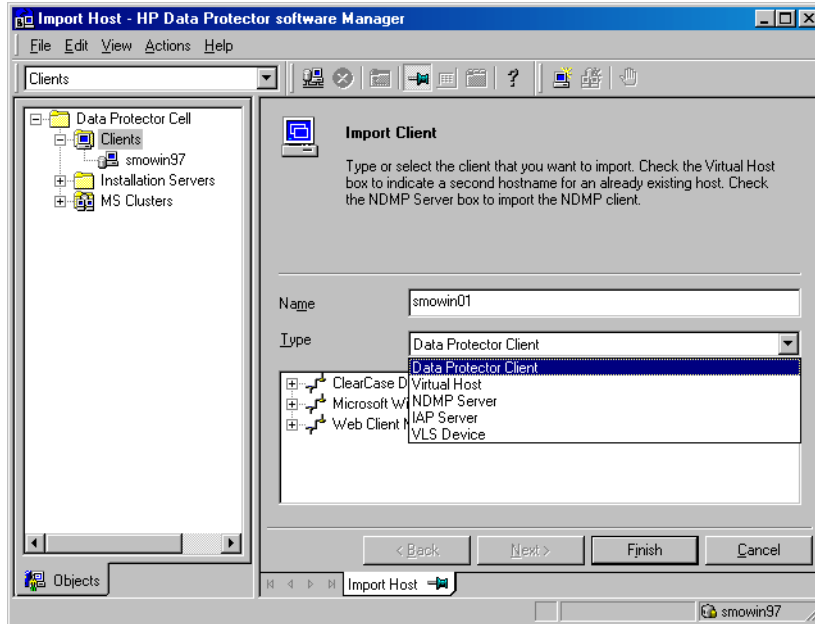 Import Host - HP Data Protector software Manager
File Edit View Actions Help
Clients
Data Protector Cell
Clients
smowin97
Installation Servers
MS Clusters
Import Client
Type or select the client that you want to import. Check the Virtual Host
box to indicate a second hostname for an already existing host. Check
the NDMP Server box to import the NDMP client.
Name smowin01
Type Data Protector Client
Data Protector Client
Virtual Host
NDMP Server
IAP Server
VLS Device
ClearCase D
Microsoft Wi
Web Client
< Back Next > Finish Cancel
Objects
Import Host
smowin97